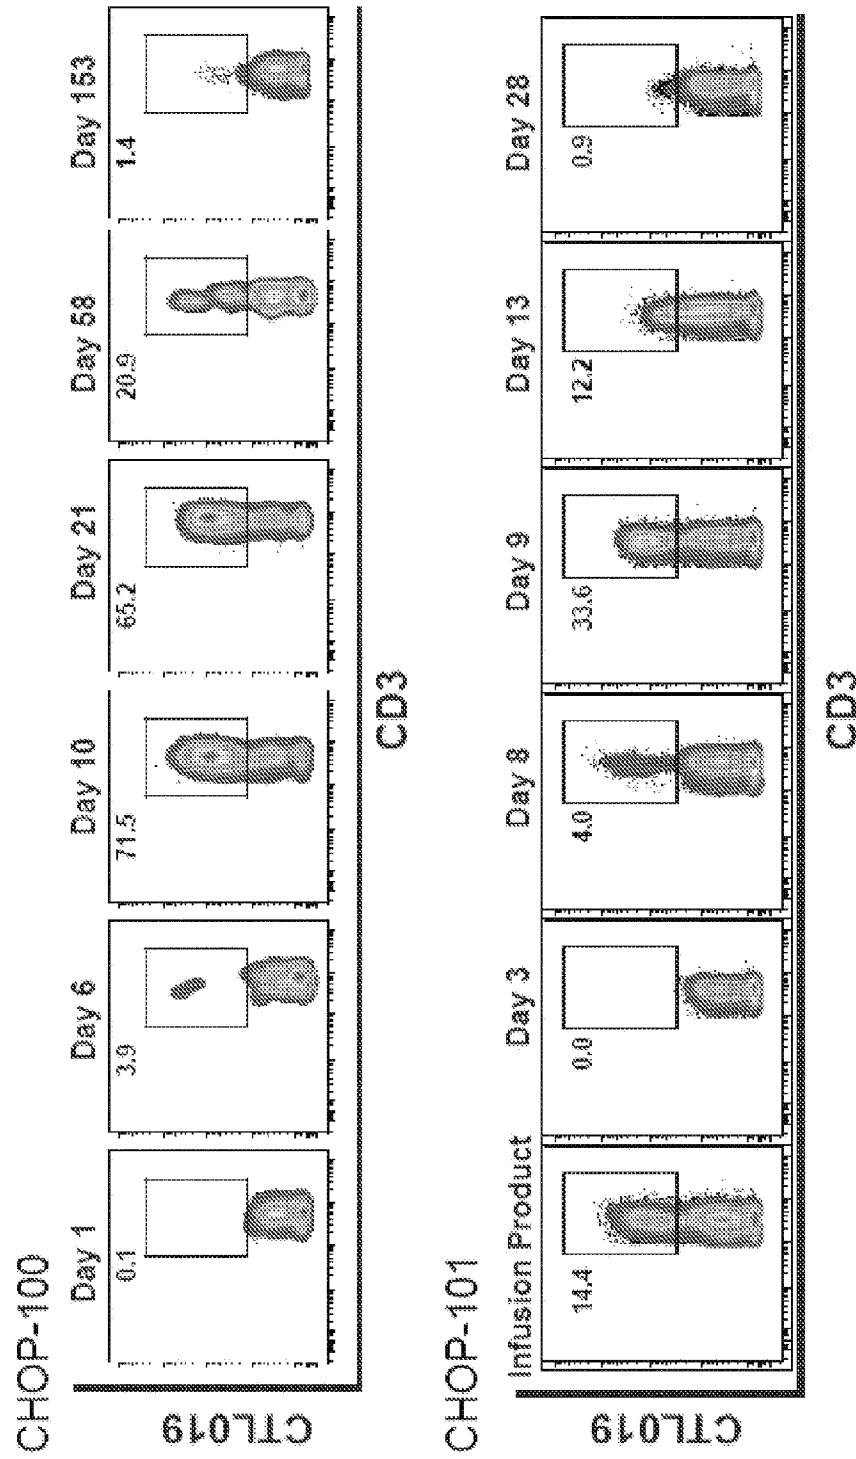 CHOP-100
Day 1
Day 6
Day 10
Day 21
Day 58
Day 153
0.1
3.9
71.5
65.2
20.9
1.4
CTL019
CD3
CHOP-101
Infusion Product
Day 3
Day 8
Day 9
Day 13
Day 28
14.4
0.0
4.0
33.6
12.2
0.9
CTL019
CD3